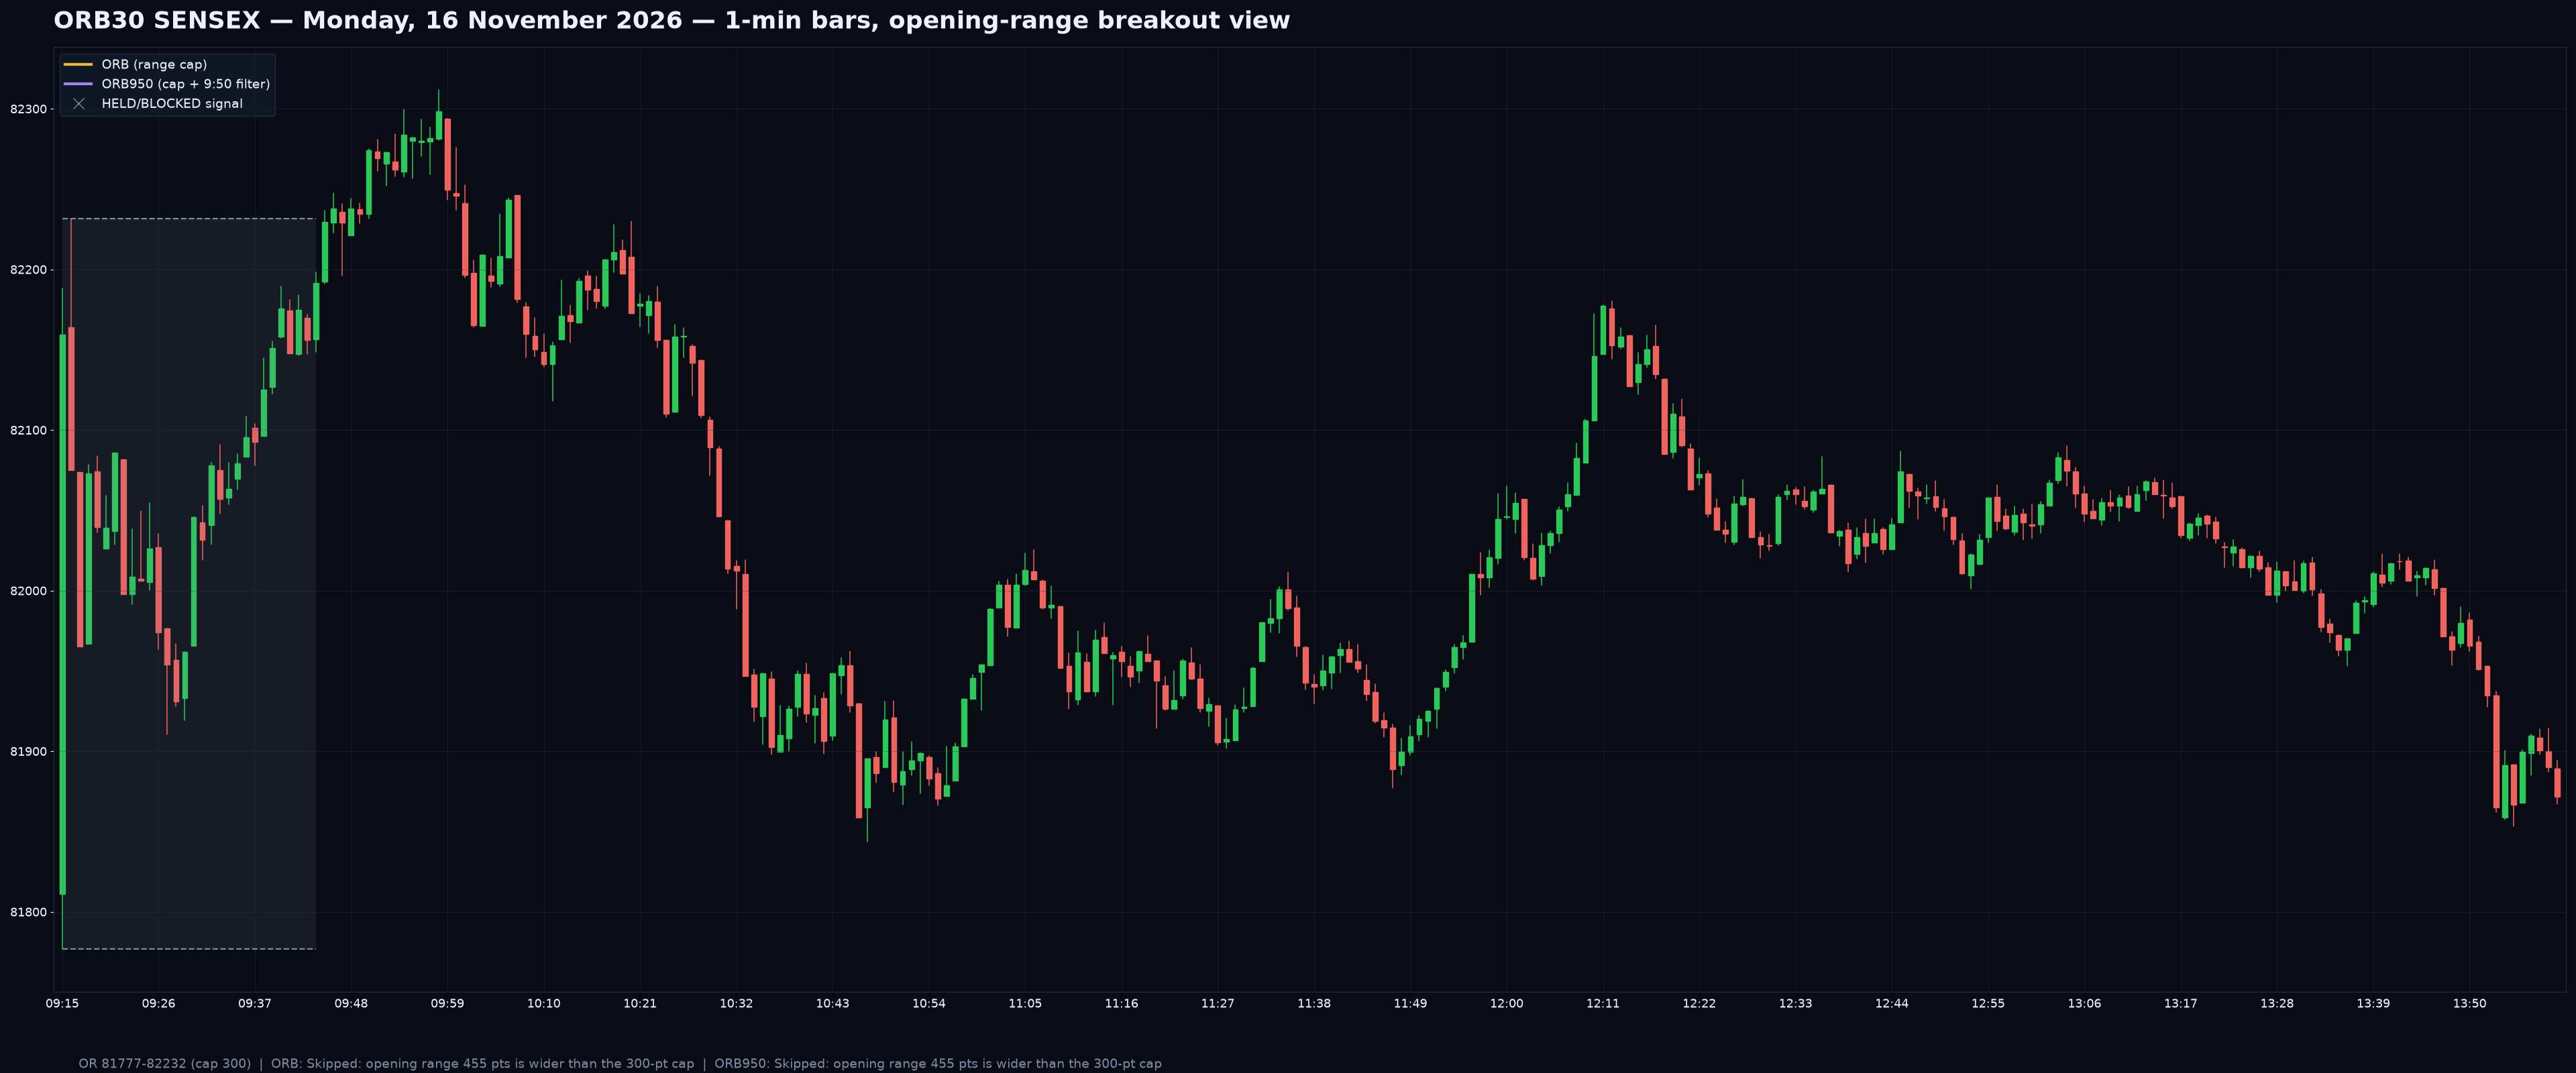 ORB30 SENSEX — Monday, 16 November 2026 — 1-min bars, opening-range breakout view
ORB (range cap)
ORB950 (cap + 9:50 filter)
HELD/BLOCKED signal
82300
82200
82100
82000
81900
81800
09:15 09:26 09:37 09:48 09:59 10:10 10:21 10:32 10:43 10:54 11:05 11:16 11:27 11:38 11:49 12:00 12:11 12:22 12:33 12:44 12:55 13:06 13:17 13:28 13:39 13:50
OR 81777-82232 (cap 300) | ORB: Skipped: opening range 455 pts is wider than the 300-pt cap | ORB950: Skipped: opening range 455 pts is wider than the 300-pt cap